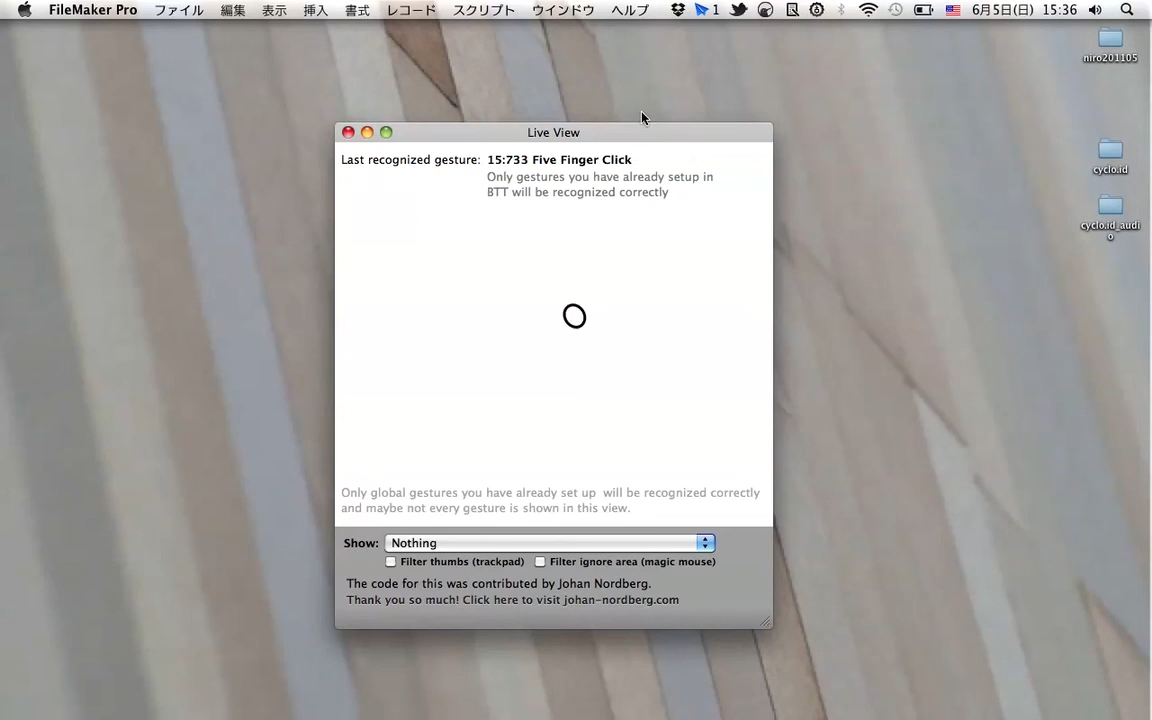 FileMaker Pro ファイル 編集 表示 挿入 書式 レコード スクリプト ウインドウ ヘルプ 1 6月5日(日) 15:36
niro201105
cyclo.id
cyclo.id_audi
o
Live View
Last recognized gesture: 15:733 Five Finger Click
Only gestures you have already setup in
BTT will be recognized correctly
Only global gestures you have already set up will be recognized correctly
and maybe not every gesture is shown in this view.
Show: Nothing
Filter thumbs (trackpad) Filter ignore area (magic mouse)
The code for this was contributed by Johan Nordberg.
Thank you so much! Click here to visit johan-nordberg.com